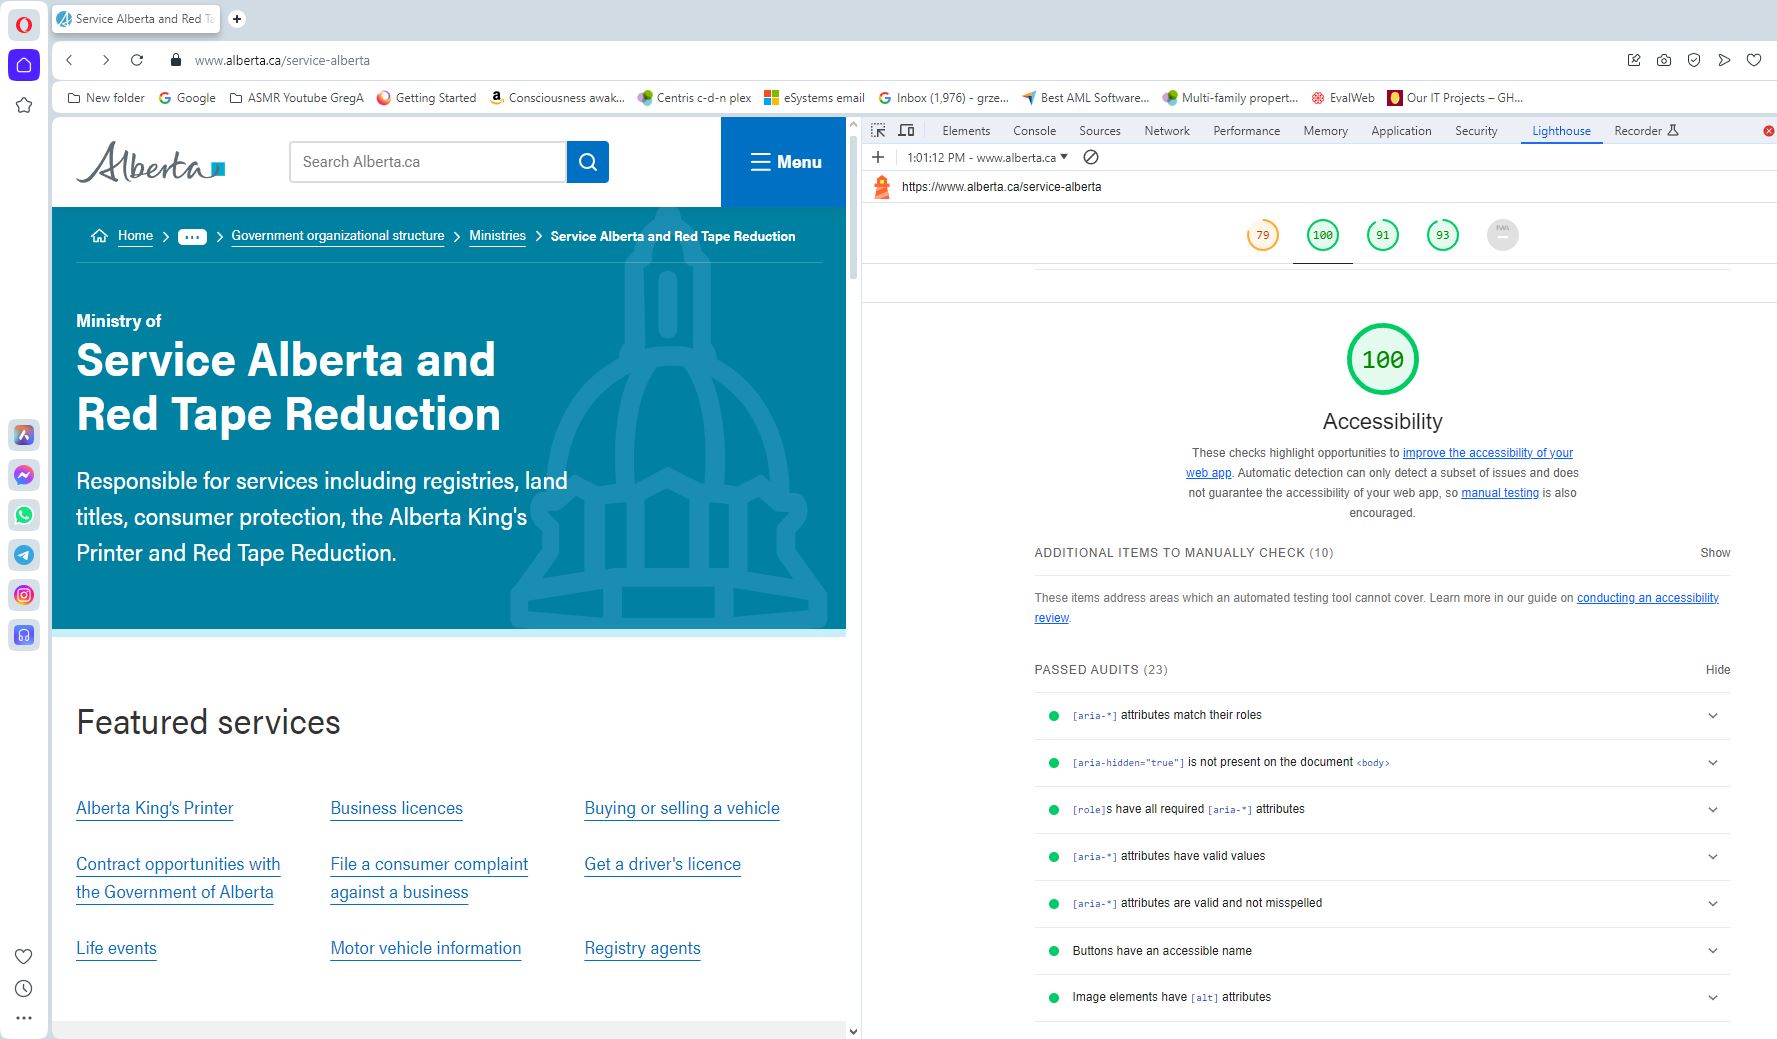 Service Alberta and Red Ta
www.alberta.ca/service-alberta
New folder
Google
ASMR Youtube GregA
Getting Started
Consciousness awak...
Centris c-d-n plex
eSystems email
Inbox (1,976) - grze...
Best AML Software...
Multi-family propert...
EvalWeb
Our IT Projects – GH...
Alberta
Search Alberta.ca
Menu
Home
Government organizational structure
Ministries
Service Alberta and Red Tape Reduction
Ministry of
Service Alberta and
Red Tape Reduction
Responsible for services including registries, land
titles, consumer protection, the Alberta King's
Printer and Red Tape Reduction.
Featured services
Alberta King's Printer
Business licences
Buying or selling a vehicle
Contract opportunities with
the Government of Alberta
File a consumer complaint
against a business
Get a driver's licence
Life events
Motor vehicle information
Registry agents
Elements
Console
Sources
Network
Performance
Memory
Application
Security
Lighthouse
Recorder
1:01:12 PM - www.alberta.ca
https://www.alberta.ca/service-alberta
79
100
91
93
PWA
100
Accessibility
These checks highlight opportunities to improve the accessibility of your
web app. Automatic detection can only detect a subset of issues and does
not guarantee the accessibility of your web app, so manual testing is also
encouraged.
ADDITIONAL ITEMS TO MANUALLY CHECK (10)
Show
These items address areas which an automated testing tool cannot cover. Learn more in our guide on conducting an accessibility
review.
PASSED AUDITS (23)
Hide
[aria-*] attributes match their roles
[aria-hidden="true"] is not present on the document <body>
[role]s have all required [aria-*] attributes
[aria-*] attributes have valid values
[aria-*] attributes are valid and not misspelled
Buttons have an accessible name
Image elements have [alt] attributes